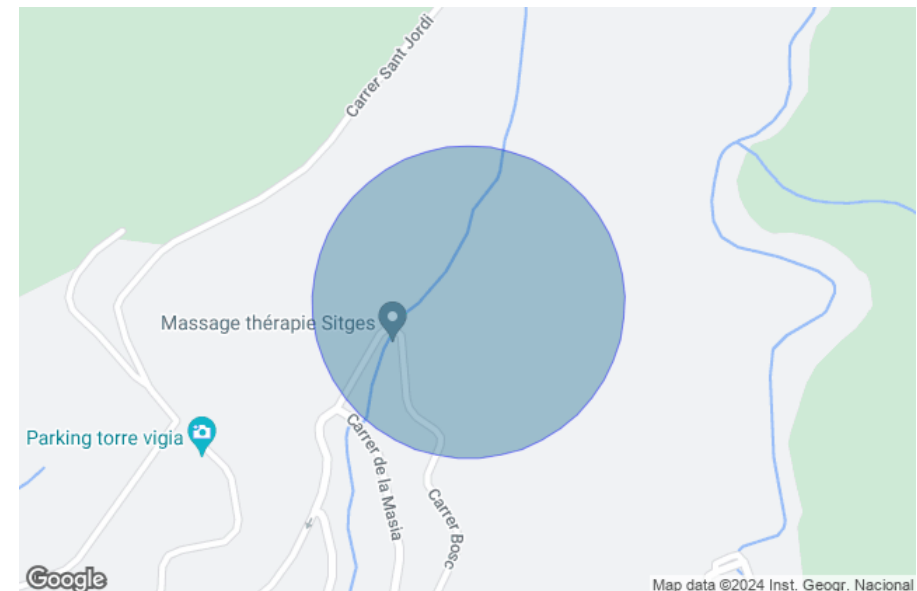 Carrer Sant Jordi
Massage thérapie Sitges
Parking torre vigia
Carrer de la Masia
Carrer Bosc
Google
Map data ©2024 Inst. Geogr. Nacional